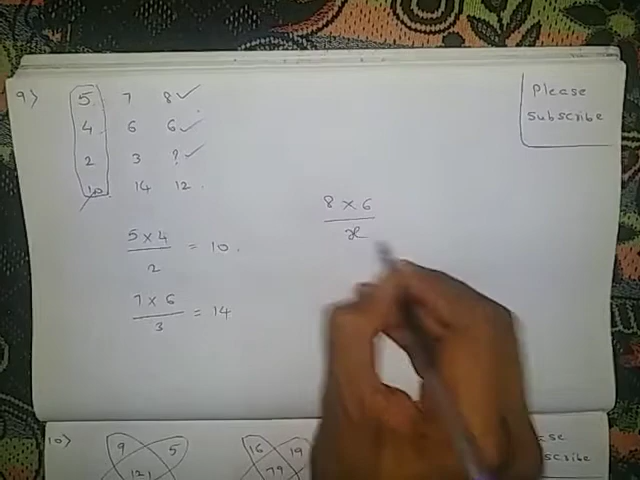 9>
5 7 8 ✓
4 6 6 ✓
2 3 ? ✓
10 14 12
Please
Subscribe
5 × 4 / 2 = 10
7 × 6 / 3 = 14
8 × 6 / x
10>
9 5
121
16 19
79